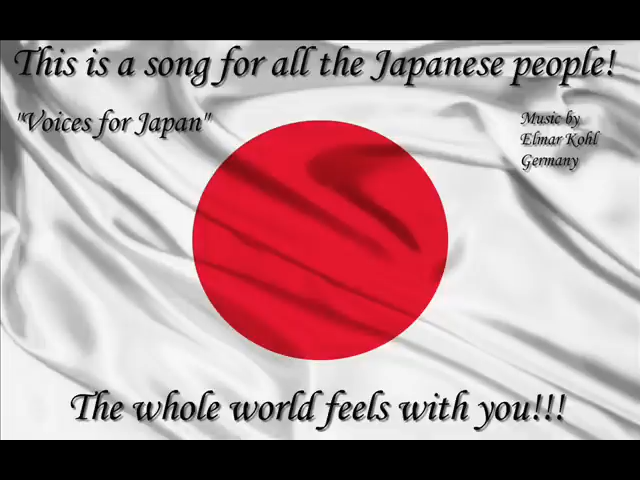 This is a song for all the Japanese people!
"Voices for Japan"
Music by
Elmar Kohl
Germany
The whole world feels with you!!!